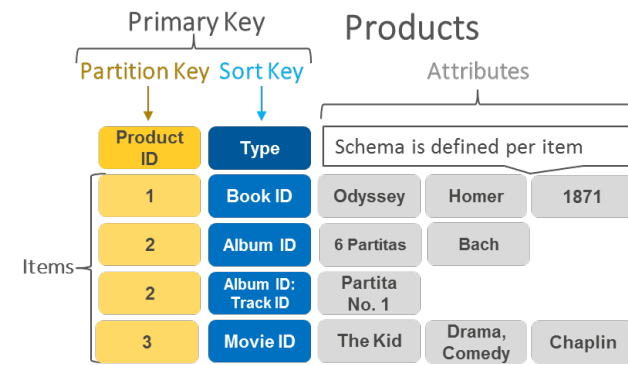 Primary Key
Products
Partition Key
Sort Key
Attributes
Product
ID
Type
Schema is defined per item
Items
1
Book ID
Odyssey
Homer
1871
2
Album ID
6 Partitas
Bach
2
Album ID:
Track ID
Partita
No. 1
3
Movie ID
The Kid
Drama,
Comedy
Chaplin